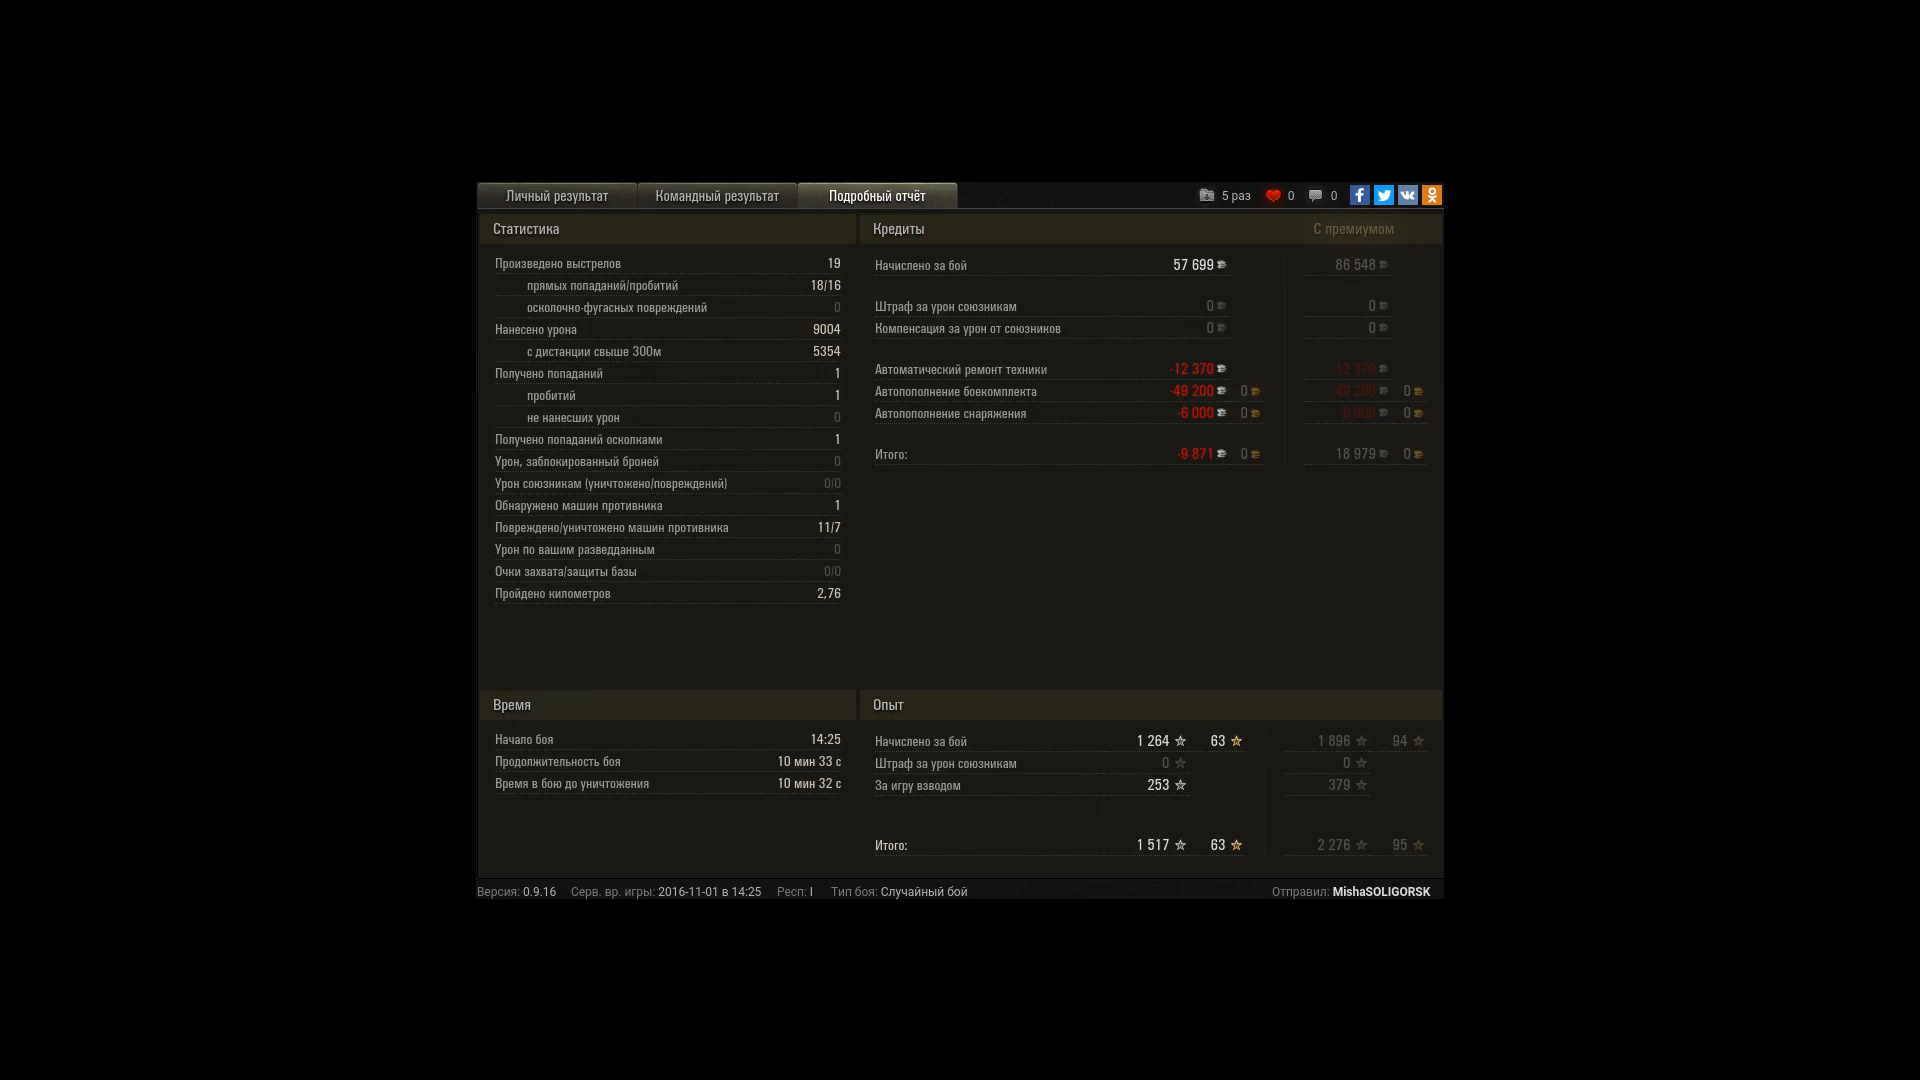 Личный результат Командный результат Подробный отчёт 5 раз 0 0
Статистика
Произведено выстрелов 19
прямых попаданий/пробитий 18/16
осколочно-фугасных повреждений 0
Нанесено урона 9004
с дистанции свыше 300м 5354
Получено попаданий 1
пробитий 1
не нанесших урон 0
Получено попаданий осколками 1
Урон, заблокированный броней 0
Урон союзникам (уничтожено/повреждений) 0/0
Обнаружено машин противника 1
Повреждено/уничтожено машин противника 11/7
Урон по вашим разведданным 0
Очки захвата/защиты базы 0/0
Пройдено километров 2,76
Кредиты С премиумом
Начислено за бой 57 699 86 548
Штраф за урон союзникам 0 0
Компенсация за урон от союзников 0 0
Автоматический ремонт техники -12 370 -12 370
Автопополнение боекомплекта -49 200 0 -49 200 0
Автопополнение снаряжения -6 000 0 -6 000 0
Итого: -9 871 0 18 979 0
Время
Начало боя 14:25
Продолжительность боя 10 мин 33 с
Время в бою до уничтожения 10 мин 32 с
Опыт
Начислено за бой 1 264 63 1 896 94
Штраф за урон союзникам 0 0
За игру взводом 253 379
Итого: 1 517 63 2 276 95
Версия: 0.9.16 Серв. вр. игры: 2016-11-01 в 14:25 Респ: I Тип боя: Случайный бой Отправил: MishaSOLIGORSK